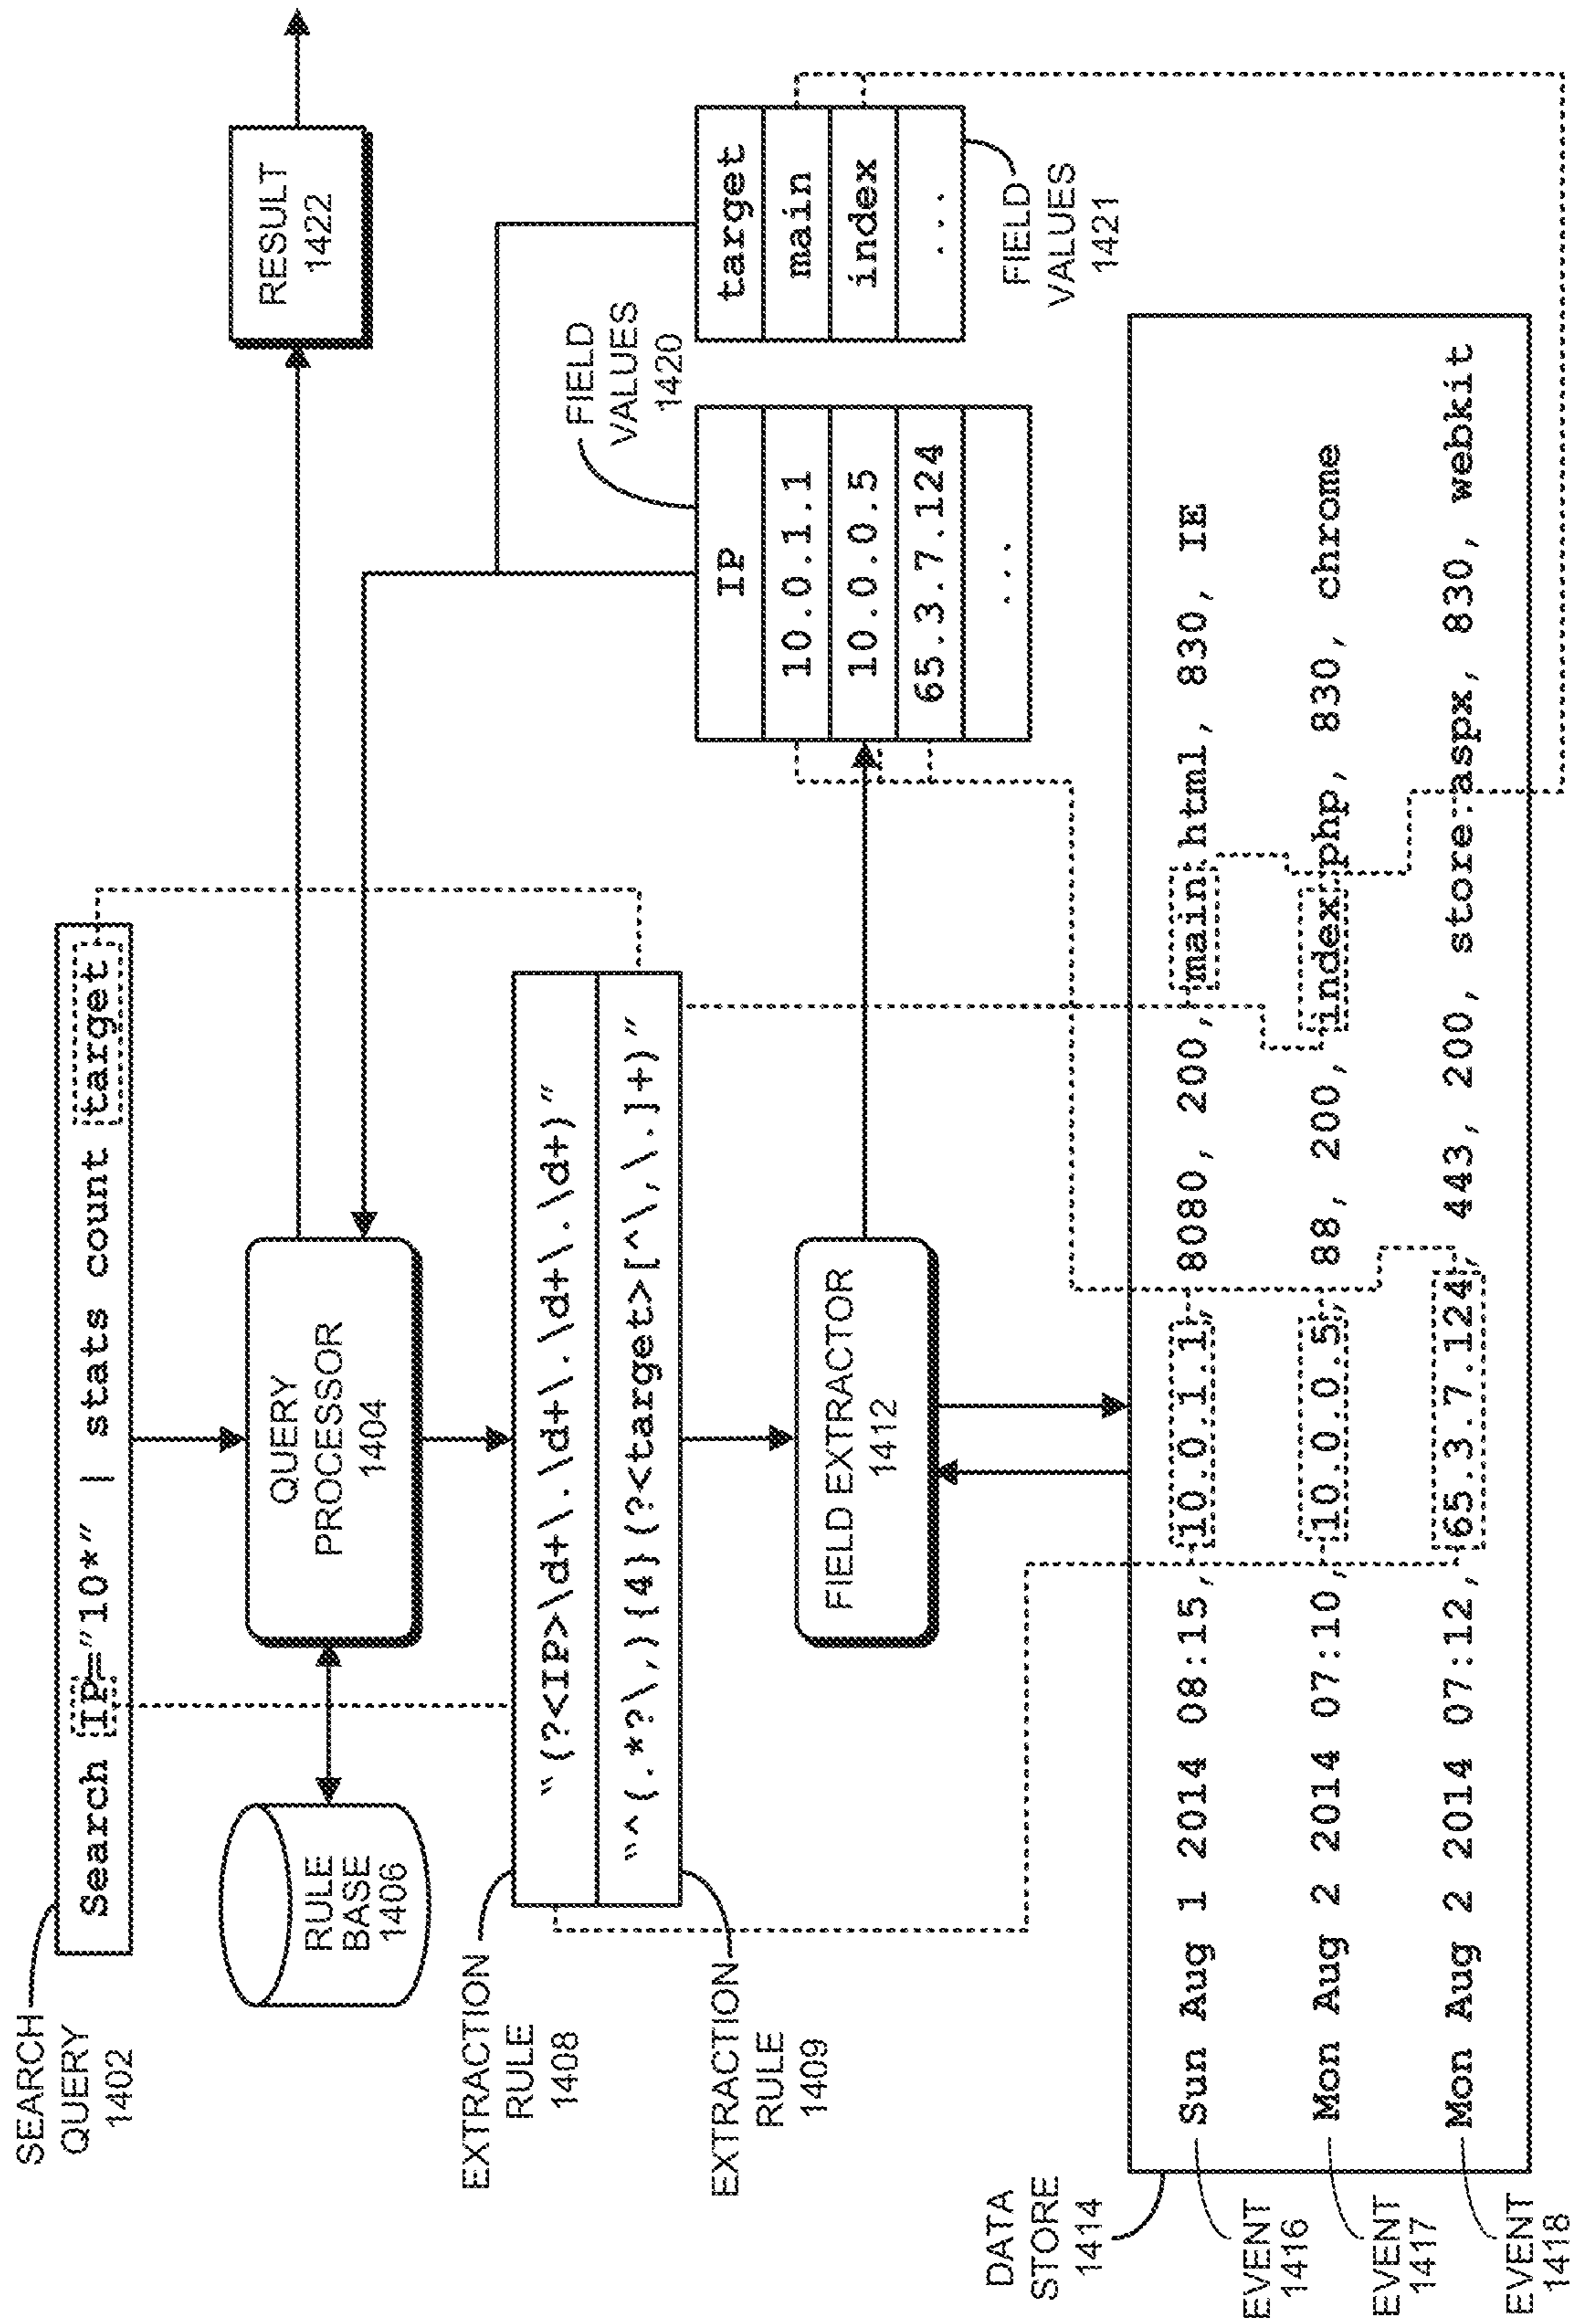 SEARCH
QUERY
1402
Search IP="10*" | stats count target
RULE
BASE
1406
QUERY
PROCESSOR
1404
RESULT
1422
EXTRACTION
RULE
1408
"(?<IP>\d+\.\d+\.\d+\.\d+)"
EXTRACTION
RULE
1409
"^(.*?\,){4}(?<target>[^\,\.]+)"
FIELD EXTRACTOR
1412
FIELD
VALUES
1420
IP
10.0.1.1
10.0.0.5
65.3.7.124
...
target
main
index
...
FIELD
VALUES
1421
DATA
STORE
1414
EVENT
1416
Sun Aug 1 2014 08:15, 10.0.1.1, 8080, 200, main.html, 830, IE
EVENT
1417
Mon Aug 2 2014 07:10, 10.0.0.5, 88, 200, index.php, 830, chrome
EVENT
1418
Mon Aug 2 2014 07:12, 65.3.7.124, 443, 200, store.aspx, 830, webkit